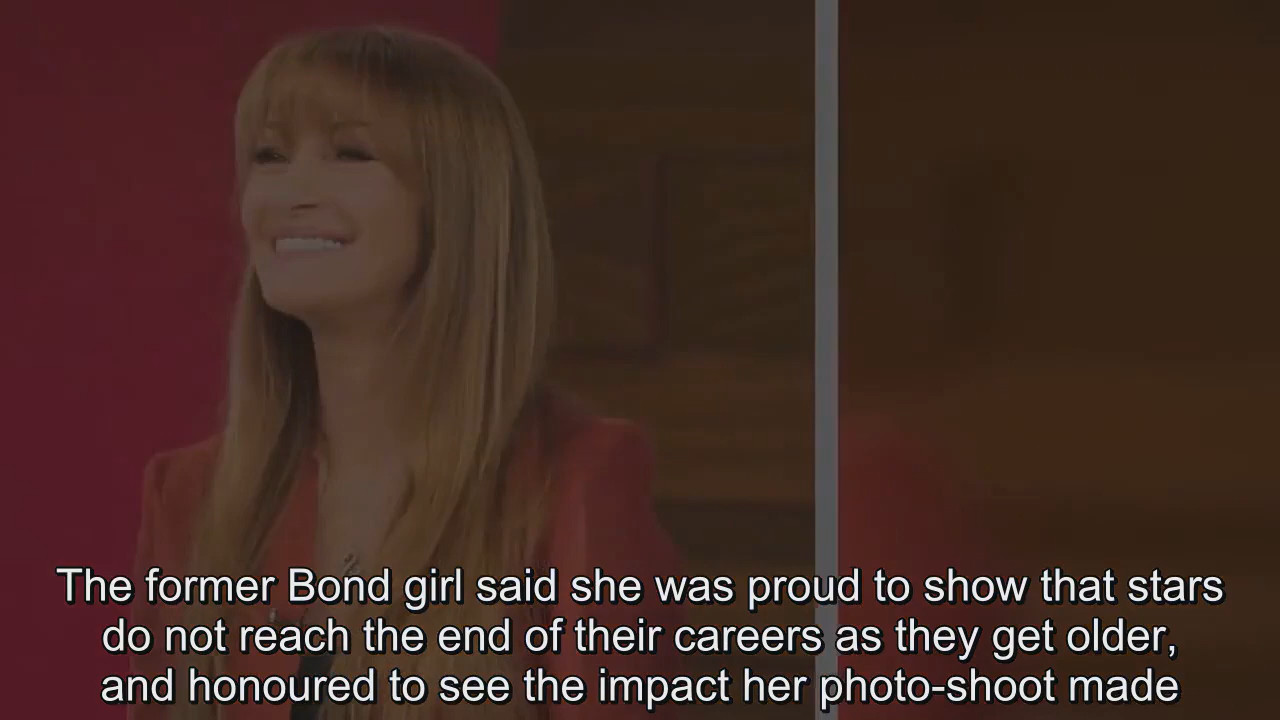 The former Bond girl said she was proud to show that stars
do not reach the end of their careers as they get older,
and honoured to see the impact her photo-shoot made